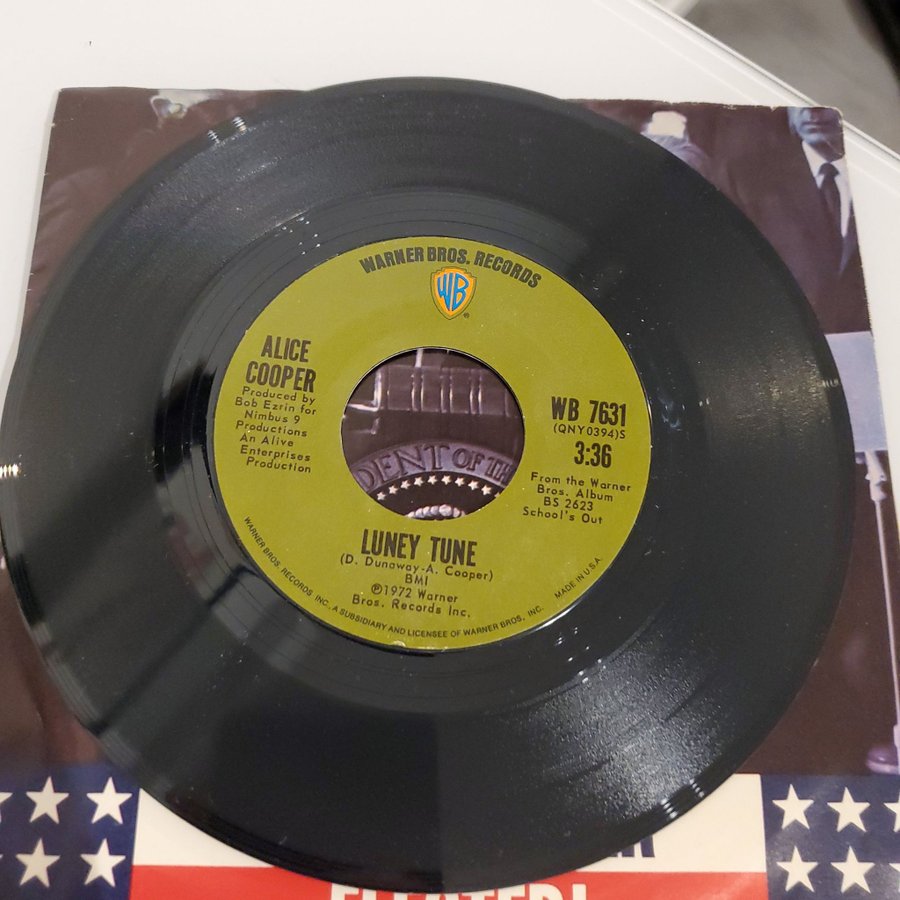 WARNER BROS. RECORDS
WB
®
ALICE
COOPER
Produced by
Bob Ezrin for
Nimbus 9
Productions
An Alive
Enterprises
Production
WB 7631
(QNY0394)S
3:36
From the Warner
Bros. Album
BS 2623
School's Out
DENT OF TH
LUNEY TUNE
(D. Dunaway-A. Cooper)
BMI
℗1972 Warner
Bros. Records Inc.
WARNER BROS. RECORDS INC., A SUBSIDIARY AND LICENSEE OF WARNER BROS., INC. MADE IN U.S.A.